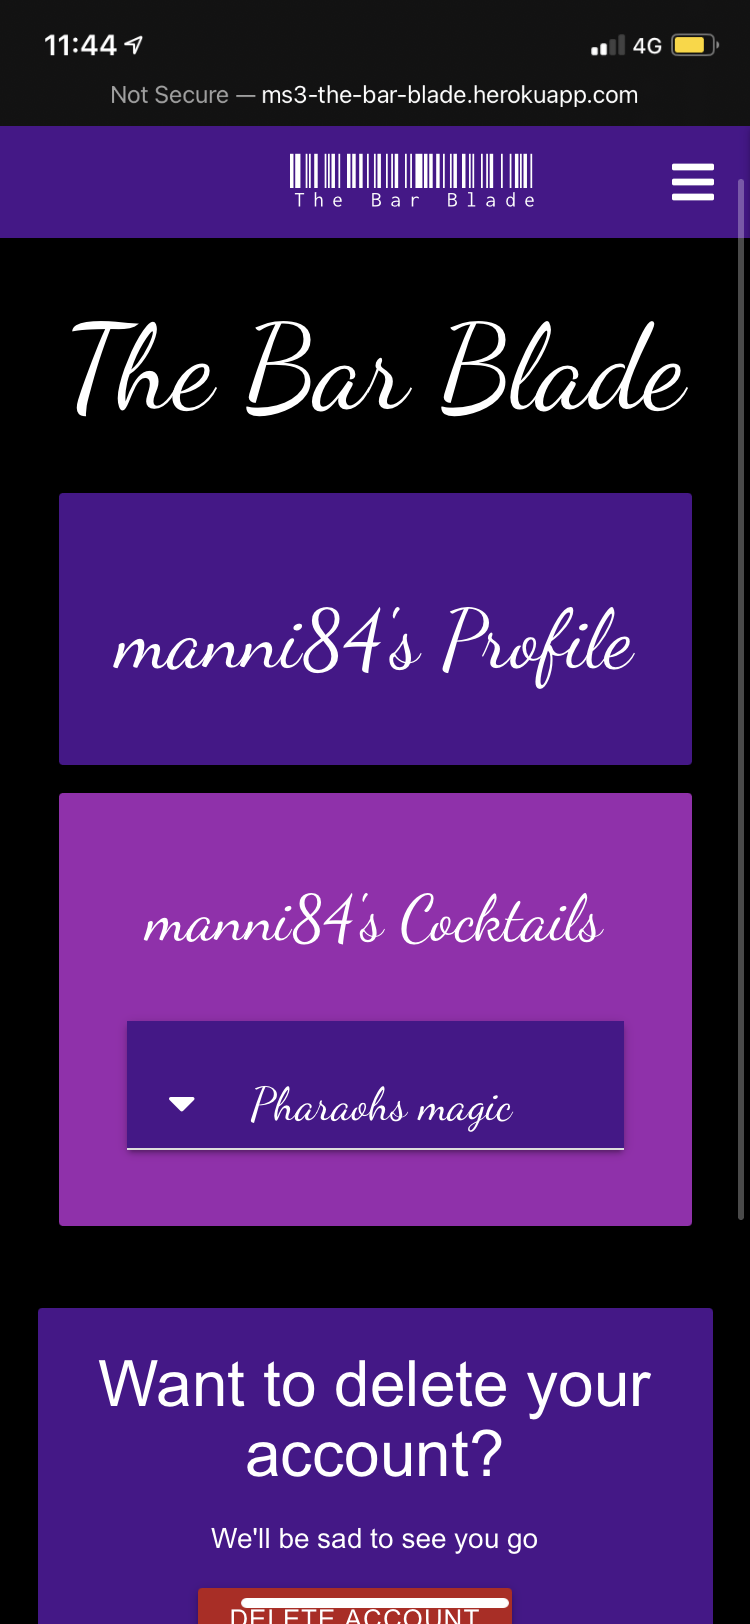 11:44
4G
Not Secure — ms3-the-bar-blade.herokuapp.com
The Bar Blade
The Bar Blade
manni84's Profile
manni84's Cocktails
Pharaohs magic
Want to delete your
account?
We'll be sad to see you go
DELETE ACCOUNT